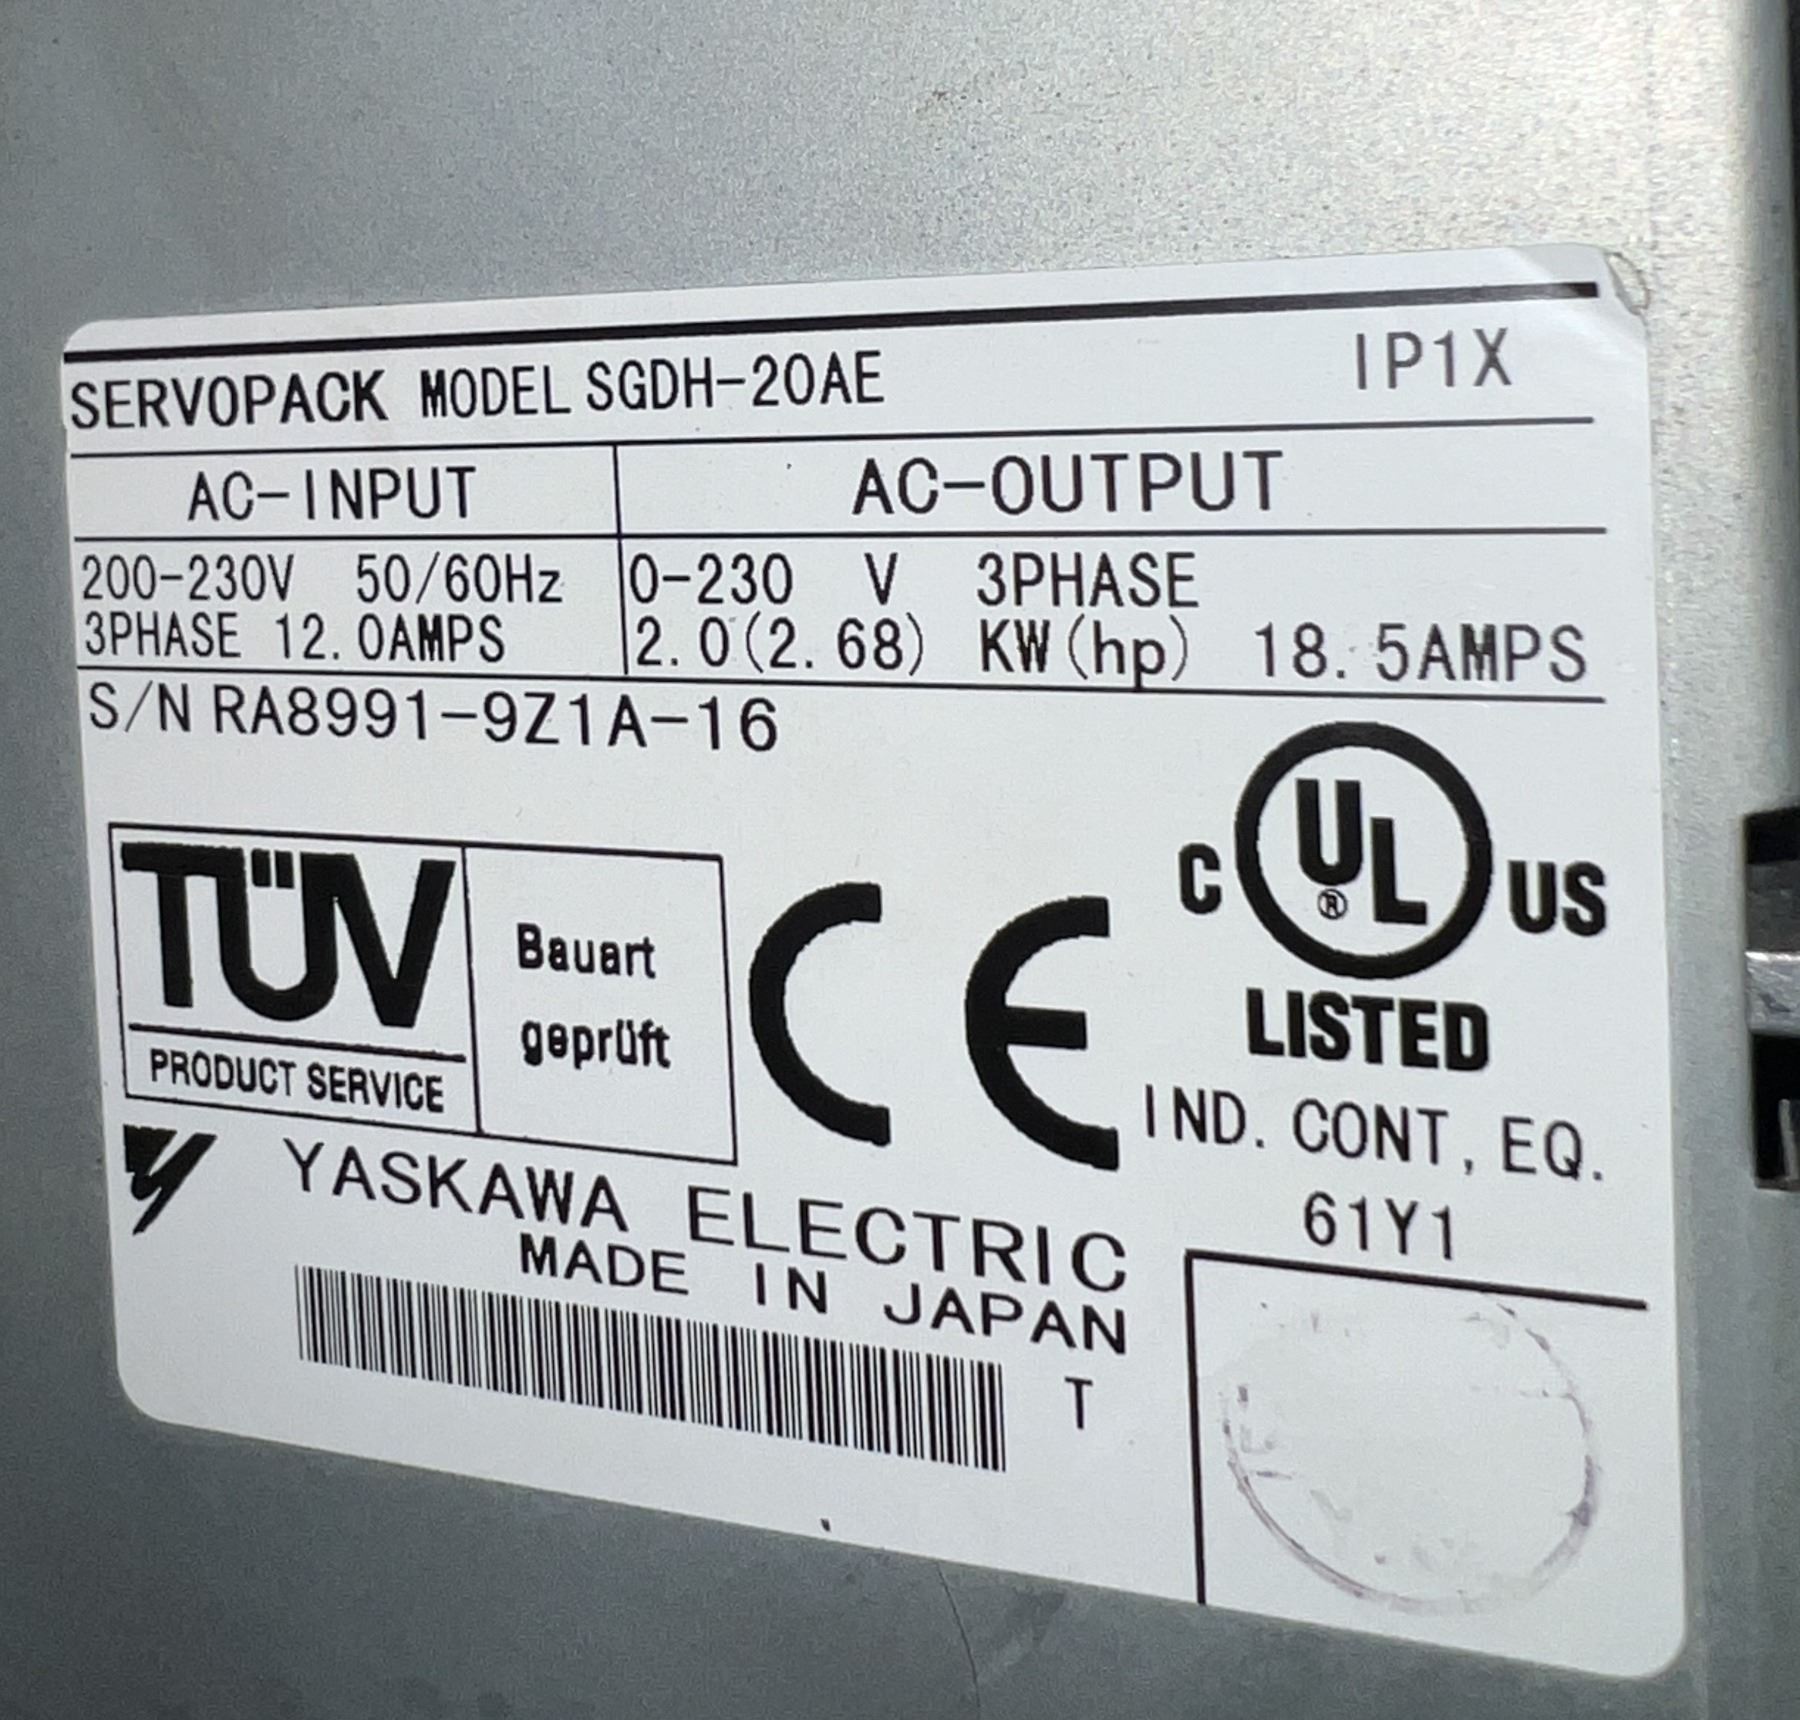 SERVOPACK MODEL SGDH-20AE IP1X
AC-INPUT AC-OUTPUT
200-230V 50/60Hz 0-230 V 3PHASE
3PHASE 12.0AMPS 2.0(2.68) KW(hp) 18.5AMPS
S/N RA8991-9Z1A-16
TÜV
PRODUCT SERVICE
Bauart
geprüft
CE
C UL® US
LISTED
IND. CONT, EQ.
61Y1
YASKAWA ELECTRIC
MADE IN JAPAN
T